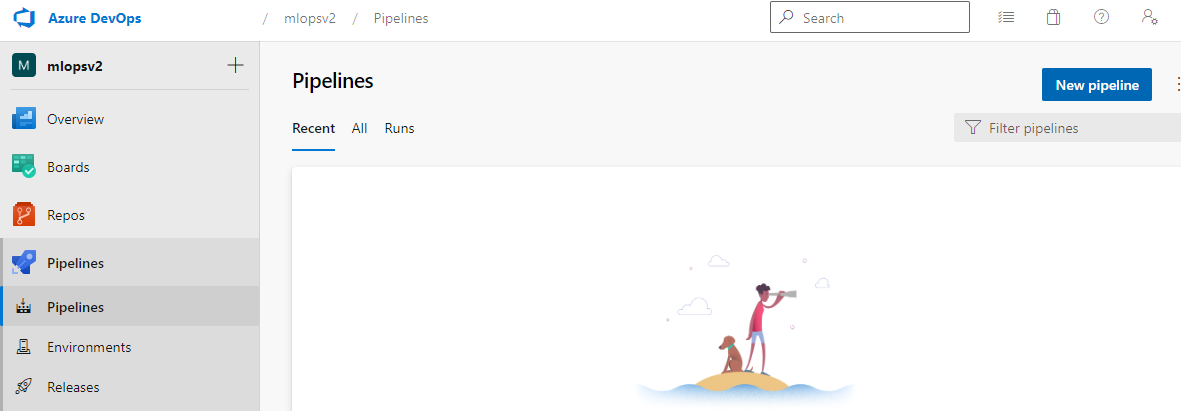 Azure DevOps / mlopsv2 / Pipelines Search
M mlopsv2
Overview
Boards
Repos
Pipelines
Pipelines
Environments
Releases
Pipelines
New pipeline
Recent All Runs
Filter pipelines